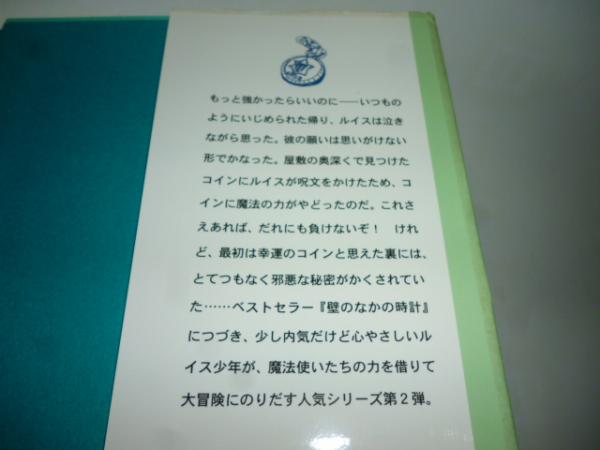 もっと強かったらいいのに――いつもの
ようにいじめられた帰り、ルイスは泣き
ながら思った。彼の願いは思いがけない
形でかなった。屋敷の奥深くで見つけた
コインにルイスが呪文をかけたため、コ
インに魔法の力がやどったのだ。これさ
えあれば、だれにも負けないぞ！　けれ
ど、最初は幸運のコインと思えた裏には、
とてつもなく邪悪な秘密がかくされてい
た……ベストセラー『壁のなかの時計』
につづき、少し内気だけど心やさしいル
イス少年が、魔法使いたちの力を借りて
大冒険にのりだす人気シリーズ第２弾。